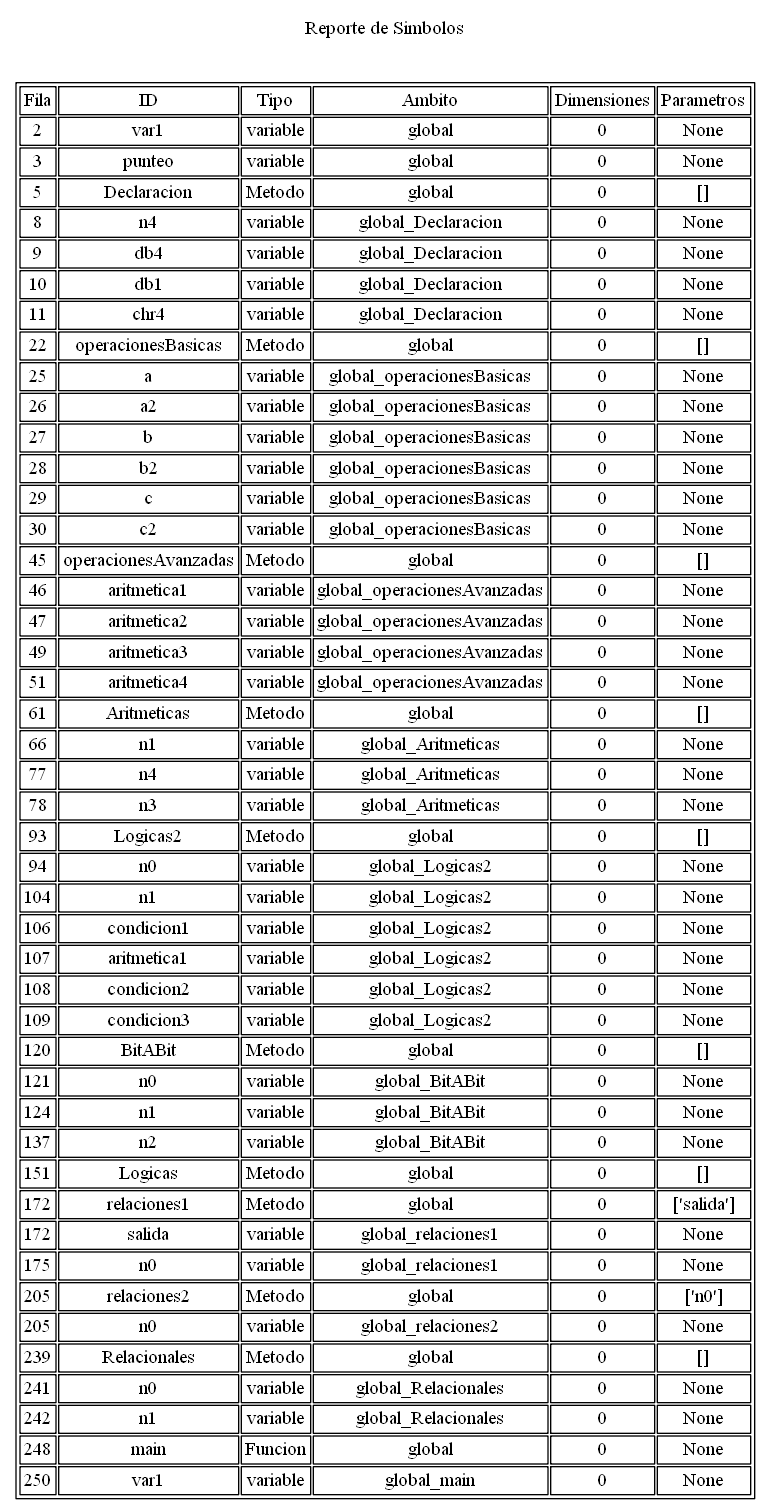 Reporte de Simbolos
Fila ID Tipo Ambito Dimensiones Parametros
2 var1 variable global 0 None
3 punteo variable global 0 None
5 Declaracion Metodo global 0 []
8 n4 variable global_Declaracion 0 None
9 db4 variable global_Declaracion 0 None
10 db1 variable global_Declaracion 0 None
11 chr4 variable global_Declaracion 0 None
22 operacionesBasicas Metodo global 0 []
25 a variable global_operacionesBasicas 0 None
26 a2 variable global_operacionesBasicas 0 None
27 b variable global_operacionesBasicas 0 None
28 b2 variable global_operacionesBasicas 0 None
29 c variable global_operacionesBasicas 0 None
30 c2 variable global_operacionesBasicas 0 None
45 operacionesAvanzadas Metodo global 0 []
46 aritmetica1 variable global_operacionesAvanzadas 0 None
47 aritmetica2 variable global_operacionesAvanzadas 0 None
49 aritmetica3 variable global_operacionesAvanzadas 0 None
51 aritmetica4 variable global_operacionesAvanzadas 0 None
61 Aritmeticas Metodo global 0 []
66 n1 variable global_Aritmeticas 0 None
77 n4 variable global_Aritmeticas 0 None
78 n3 variable global_Aritmeticas 0 None
93 Logicas2 Metodo global 0 []
94 n0 variable global_Logicas2 0 None
104 n1 variable global_Logicas2 0 None
106 condicion1 variable global_Logicas2 0 None
107 aritmetica1 variable global_Logicas2 0 None
108 condicion2 variable global_Logicas2 0 None
109 condicion3 variable global_Logicas2 0 None
120 BitABit Metodo global 0 []
121 n0 variable global_BitABit 0 None
124 n1 variable global_BitABit 0 None
137 n2 variable global_BitABit 0 None
151 Logicas Metodo global 0 []
172 relaciones1 Metodo global 0 ['salida']
172 salida variable global_relaciones1 0 None
175 n0 variable global_relaciones1 0 None
205 relaciones2 Metodo global 0 ['n0']
205 n0 variable global_relaciones2 0 None
239 Relacionales Metodo global 0 []
241 n0 variable global_Relacionales 0 None
242 n1 variable global_Relacionales 0 None
248 main Funcion global 0 None
250 var1 variable global_main 0 None